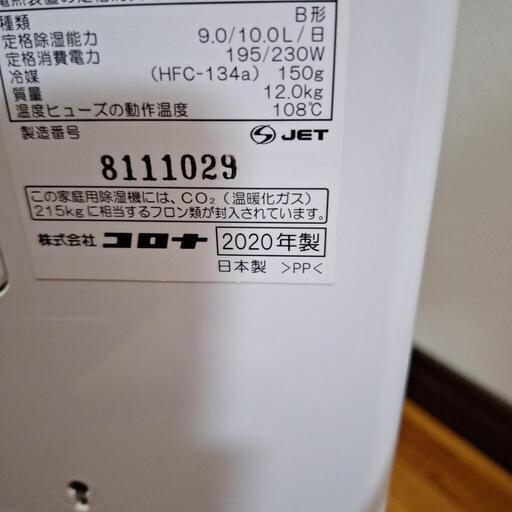 種類 B形
定格除湿能力 9.0/10.0L/日
定格消費電力 195/230W
冷媒 (HFC-134a) 150g
質量 12.0kg
温度ヒューズの動作温度 108℃
製造番号 JET
8111029
この家庭用除湿機には、CO₂（温暖化ガス）
215kgに相当するフロン類が封入されています。
株式会社 コロナ 2020年製
日本製 >PP<